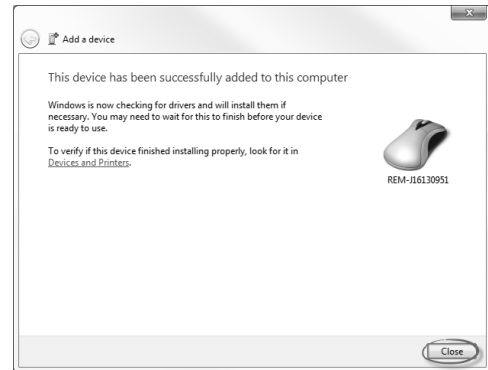 Add a device
This device has been successfully added to this computer
Windows is now checking for drivers and will install them if
necessary. You may need to wait for this to finish before your device
is ready to use.
To verify if this device finished installing properly, look for it in
Devices and Printers.
REM-J16130951
Close